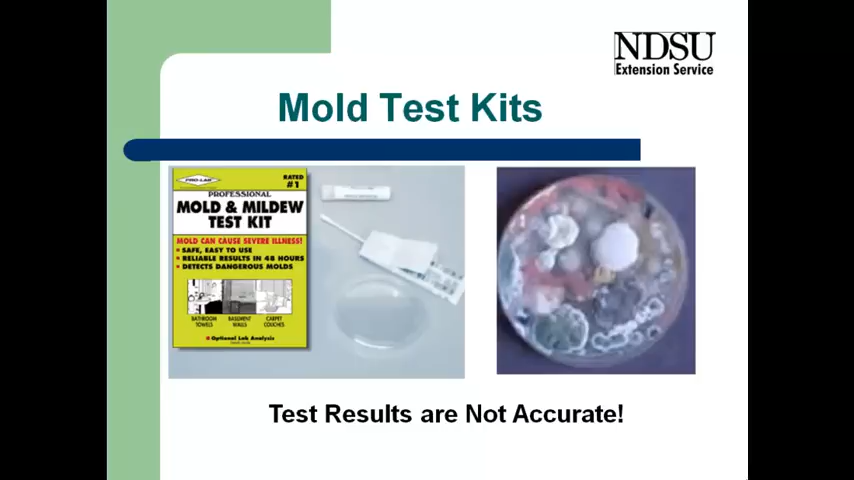 NDSU
Extension Service
Mold Test Kits
PRO-LAB
RATED
#1
PROFESSIONAL
MOLD & MILDEW
TEST KIT
MOLD CAN CAUSE SEVERE ILLNESS!
SAFE, EASY TO USE
RELIABLE RESULTS IN 48 HOURS
DETECTS DANGEROUS MOLDS
BATHROOM
TOWELS
BASEMENT
WALLS
CARPET
COUCHES
Optional Lab Analysis
Test Results are Not Accurate!